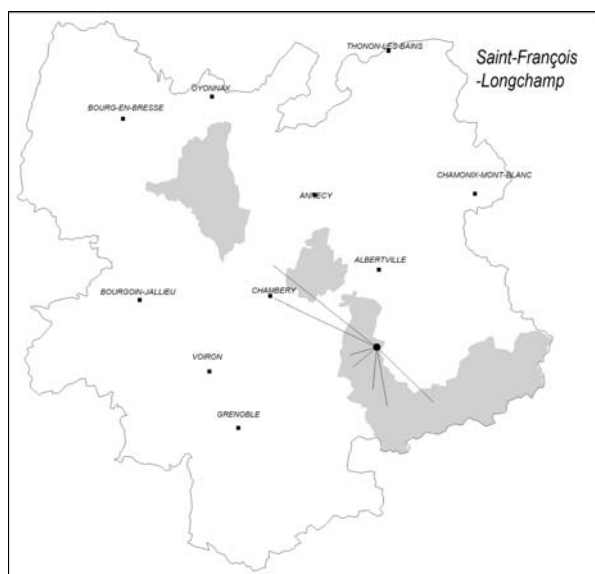 THONON-LES-BAINS
Saint-François
-Longchamp
OYONNAX
BOURG-EN-BRESSE
CHAMONIX-MONT-BLANC
ANNECY
ALBERTVILLE
CHAMBERY
BOURGOIN-JALLIEU
VOIRON
GRENOBLE